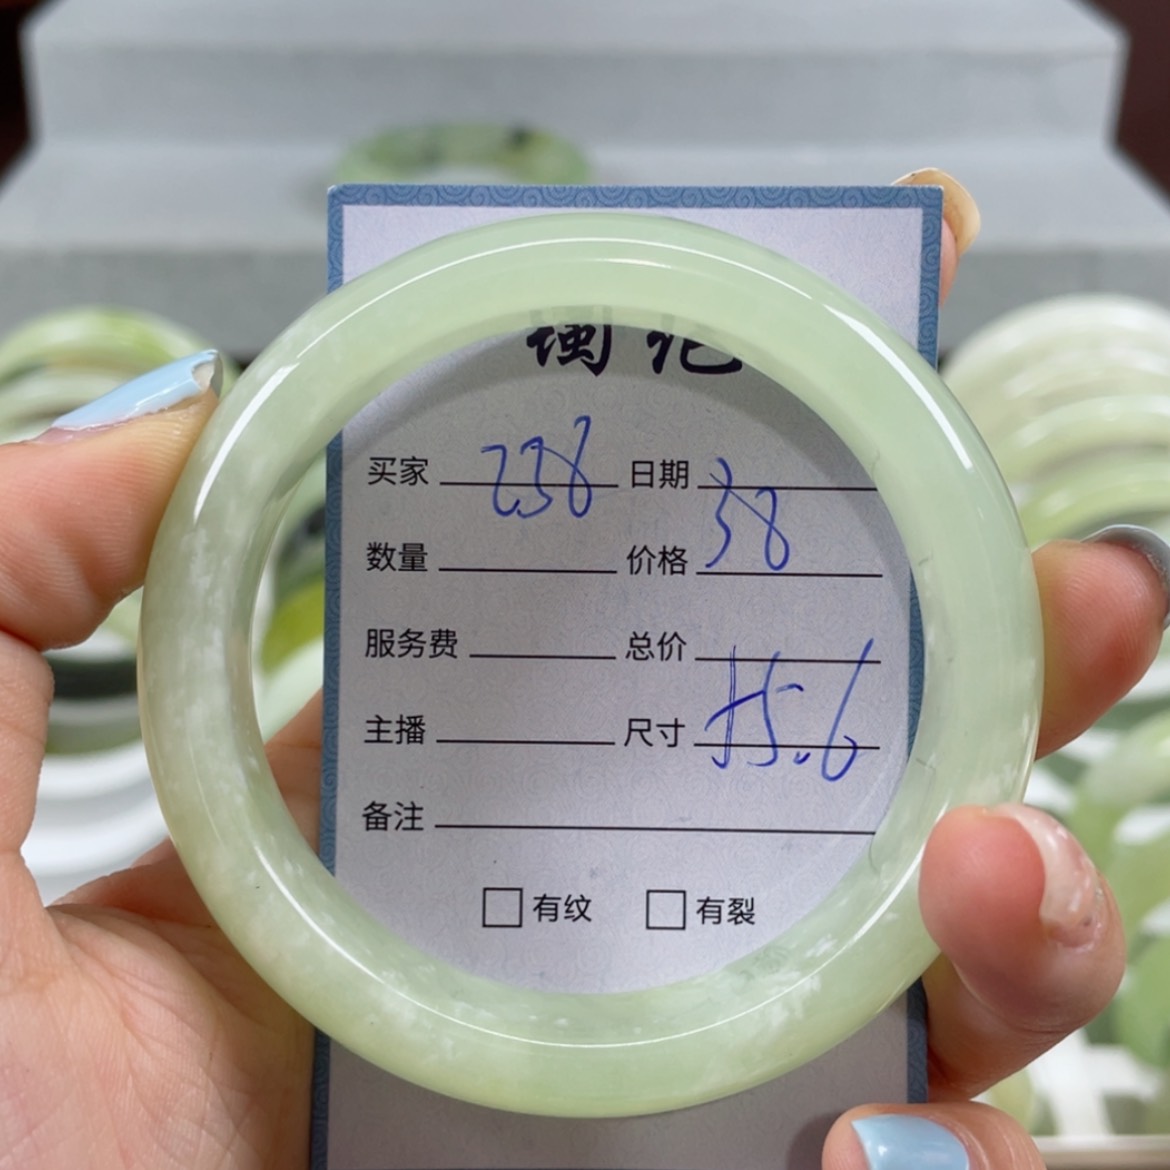 买家 238 日期
数量 价格 38
服务费 总价
主播 尺寸 55.6
备注
□ 有纹 □ 有裂